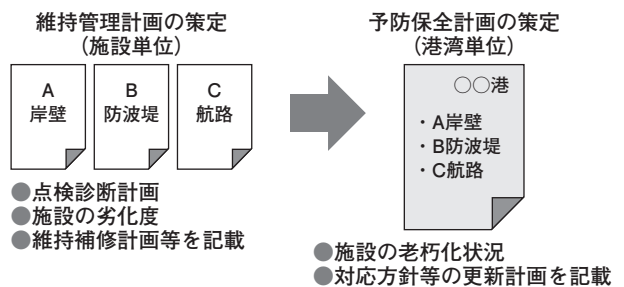 維持管理計画の策定
（施設単位）
A
岸壁
B
防波堤
C
航路
●点検診断計画
●施設の劣化度
●維持補修計画等を記載
予防保全計画の策定
（港湾単位）
○○港
・A岸壁
・B防波堤
・C航路
●施設の老朽化状況
●対応方針等の更新計画を記載